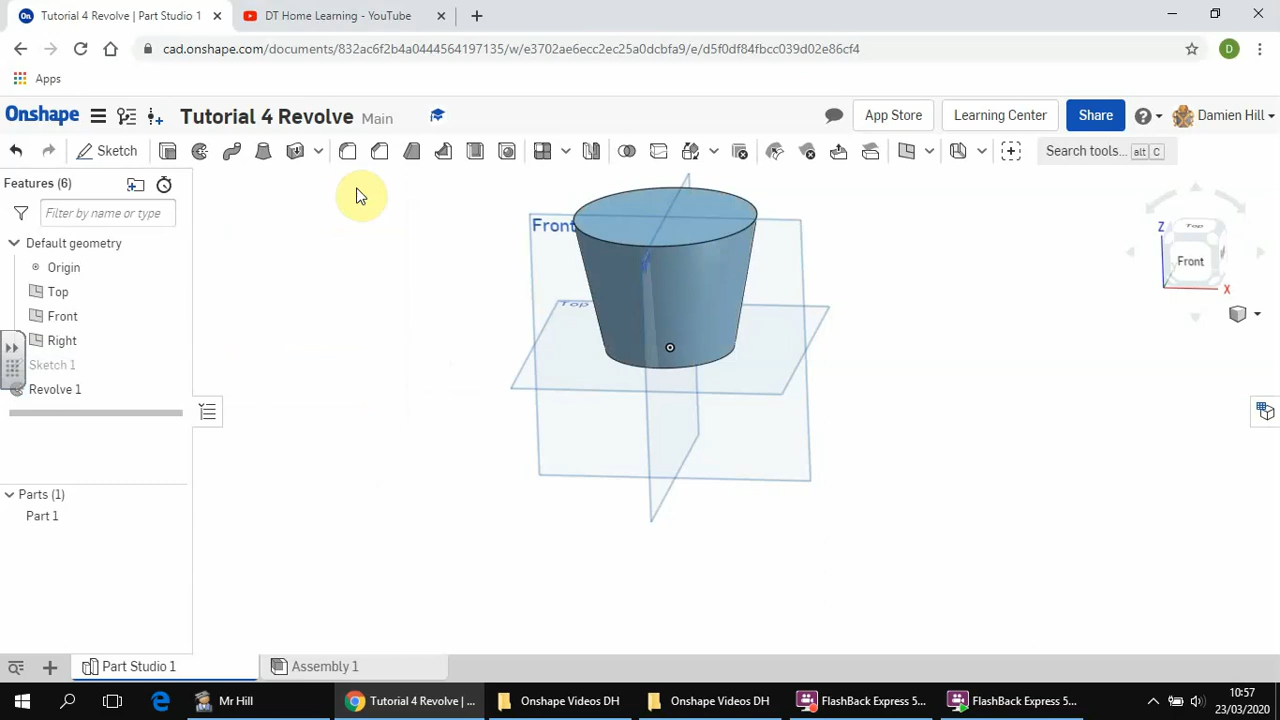 Tutorial 4 Revolve | Part Studio 1
DT Home Learning - YouTube
cad.onshape.com/documents/832ac6f2b4a0444564197135/w/e3702ae6ecc2ec25a0dcbfa9/e/d5f0df84fbcc039d02e86cf4
D
Apps
Onshape
Tutorial 4 Revolve Main
App Store
Learning Center
Share
Damien Hill
Sketch
Search tools... alt C
Features (6)
Filter by name or type
Default geometry
Origin
Top
Front
Right
Sketch 1
Revolve 1
Parts (1)
Part 1
Front
Top
Z
Top
Front
X
Part Studio 1
Assembly 1
Mr Hill
Tutorial 4 Revolve | ...
Onshape Videos DH
Onshape Videos DH
FlashBack Express 5...
FlashBack Express 5...
10:57
23/03/2020